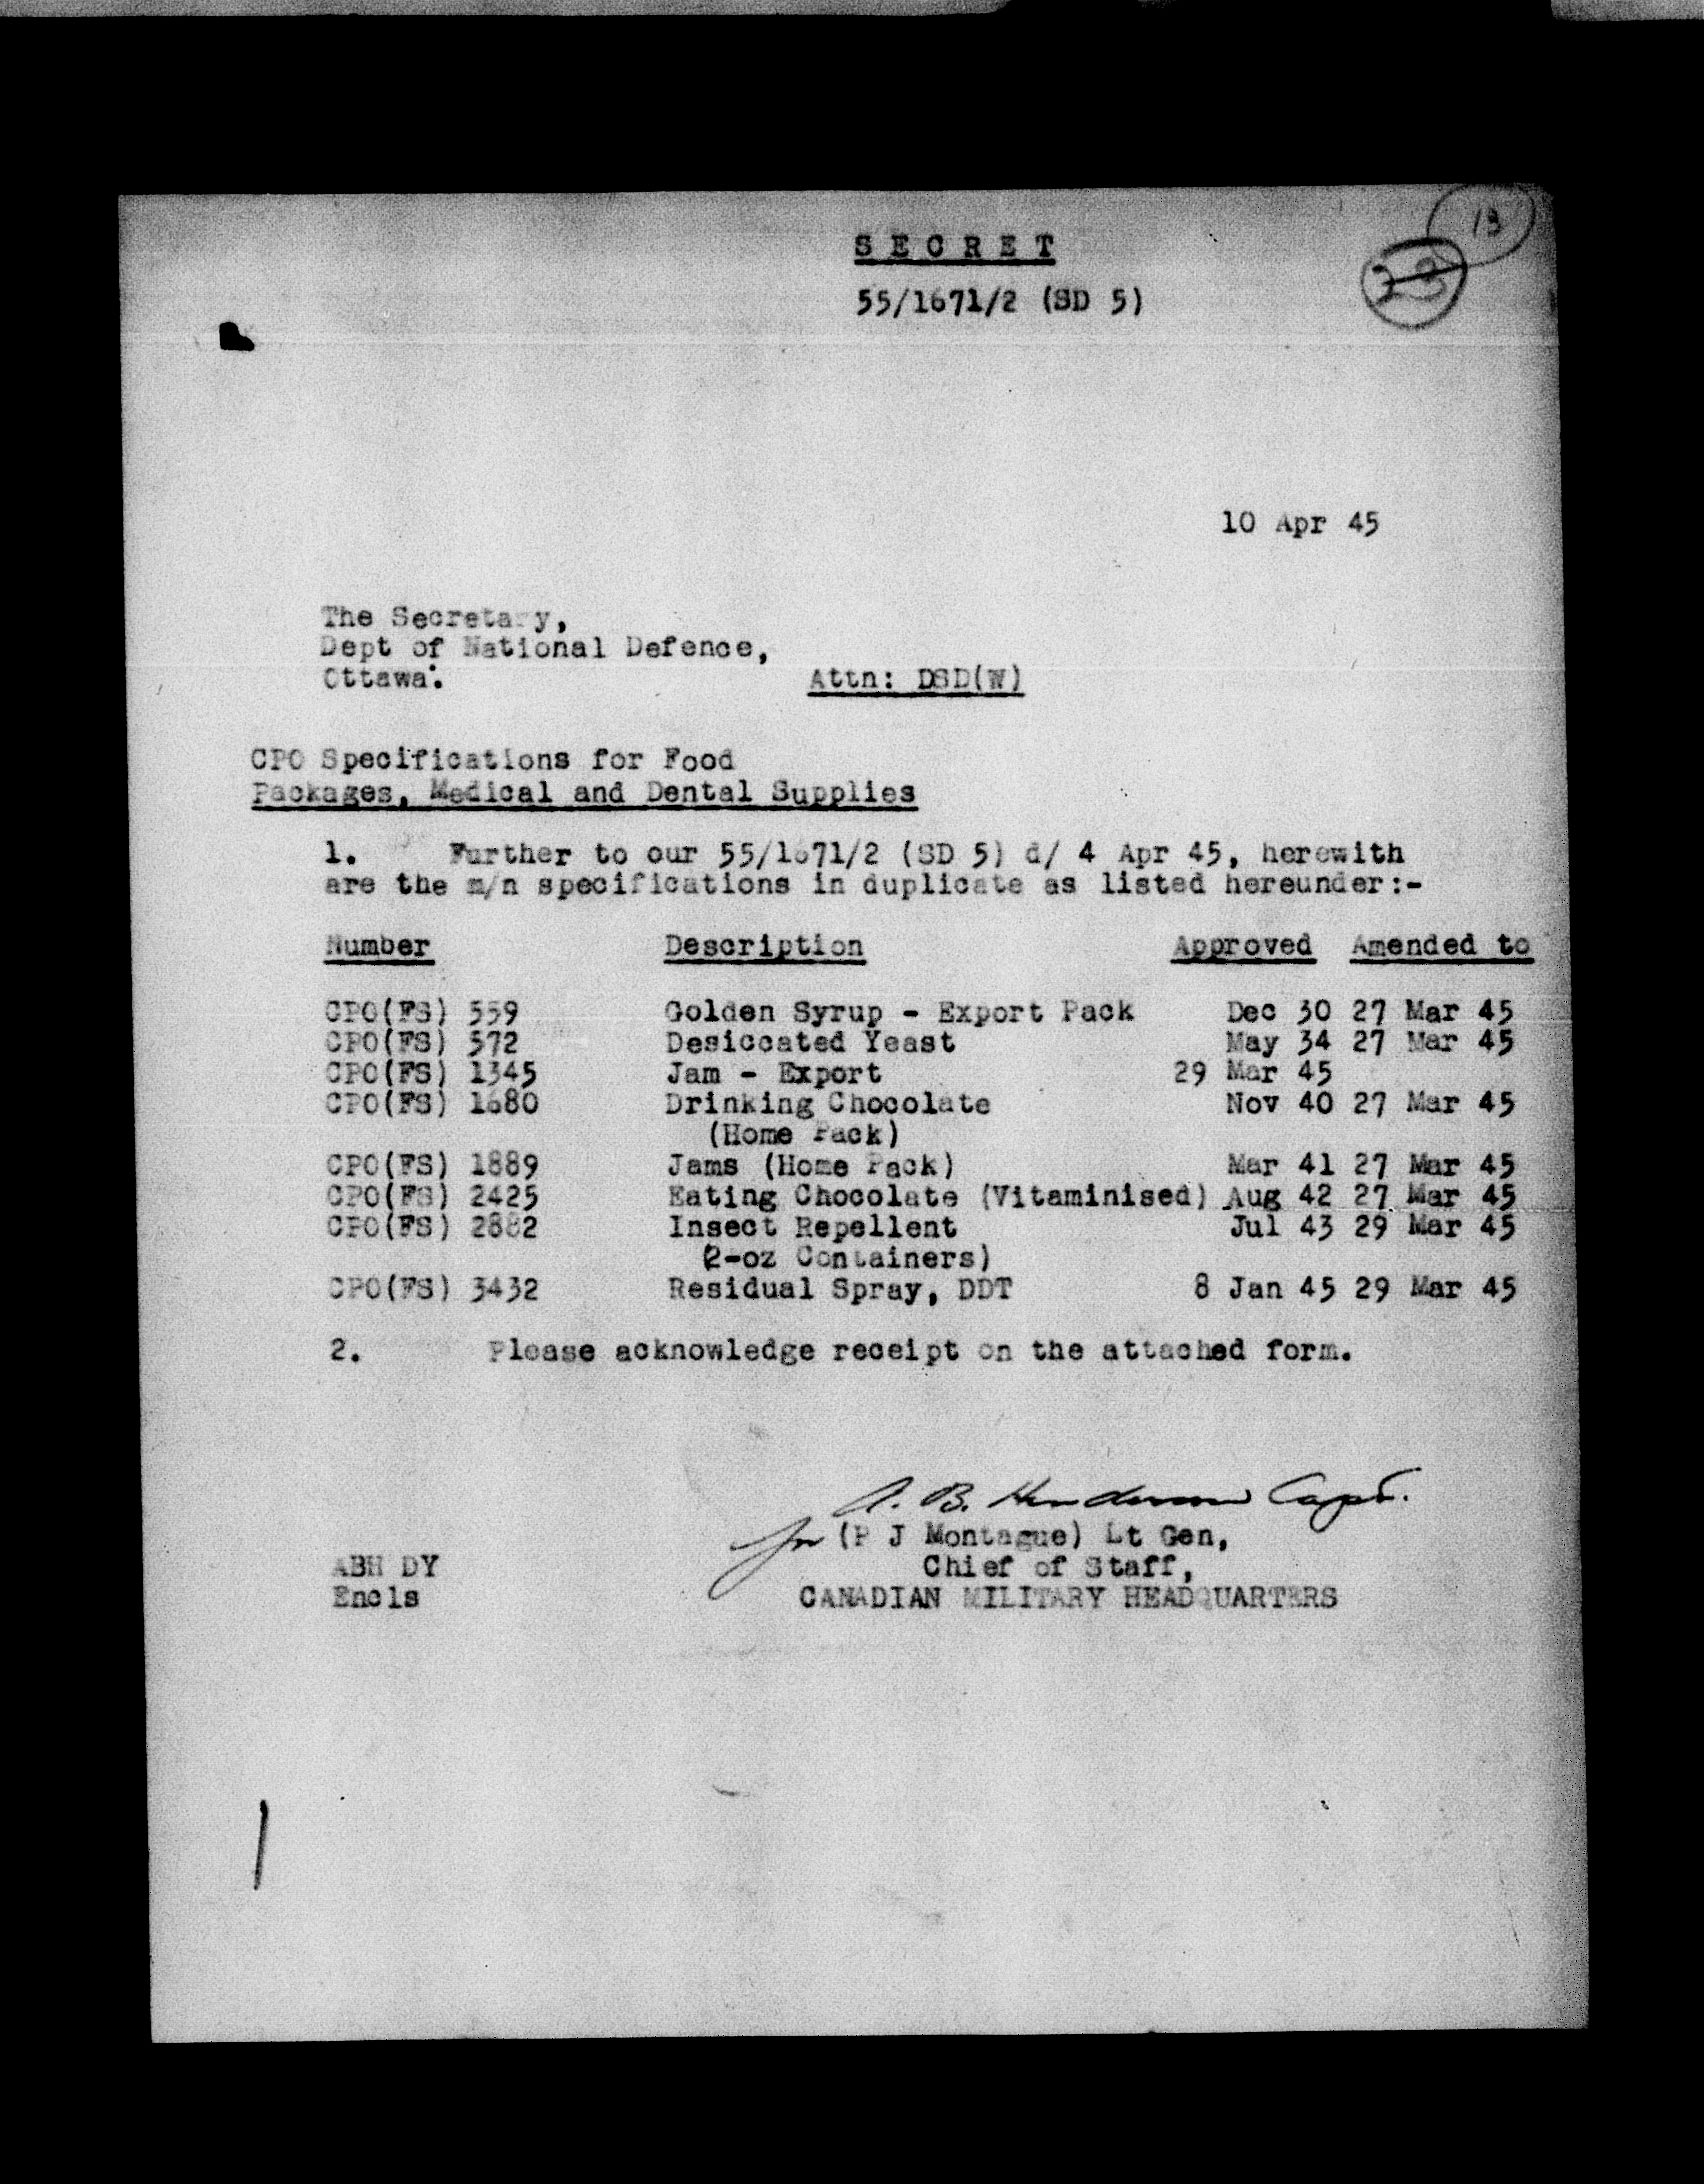 13
23
S E C R E T
55/1671/2 (SD 5)
10 Apr 45
The Secretary,
Dept of National Defence,
Ottawa. Attn: DSD(W)
CPO Specifications for Food
Packages, Medical and Dental Supplies
1. Further to our 55/1671/2 (SD 5) d/ 4 Apr 45, herewith
are the m/n specifications in duplicate as listed hereunder:-
Number Description Approved Amended to
CPO(FS) 559 Golden Syrup - Export Pack Dec 30 27 Mar 45
CPO(FS) 572 Desiccated Yeast May 34 27 Mar 45
CPO(FS) 1345 Jam - Export 29 Mar 45
CPO(FS) 1680 Drinking Chocolate Nov 40 27 Mar 45
(Home Pack)
CPO(FS) 1889 Jams (Home Pack) Mar 41 27 Mar 45
CPO(FS) 2425 Eating Chocolate (Vitaminised) Aug 42 27 Mar 45
CPO(FS) 2882 Insect Repellent Jul 43 29 Mar 45
(2-oz Containers)
CPO(FS) 3432 Residual Spray, DDT 8 Jan 45 29 Mar 45
2. Please acknowledge receipt on the attached form.
A. B. Henderson Capt.
for (P J Montague) Lt Gen,
ABH DY Chief of Staff,
Encls CANADIAN MILITARY HEADQUARTERS